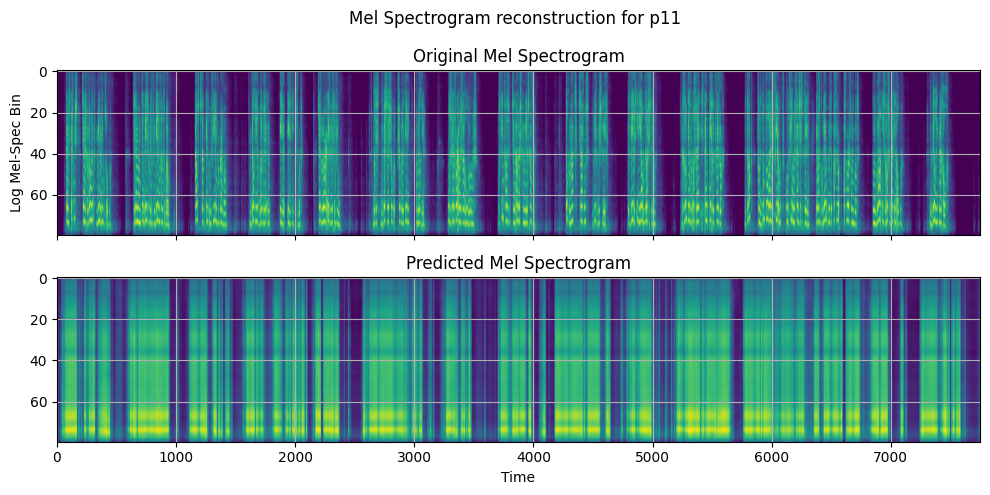 Mel Spectrogram reconstruction for p11
Original Mel Spectrogram
0
20
40
60
Log Mel-Spec Bin
Predicted Mel Spectrogram
0
20
40
60
0 1000 2000 3000 4000 5000 6000 7000
Time